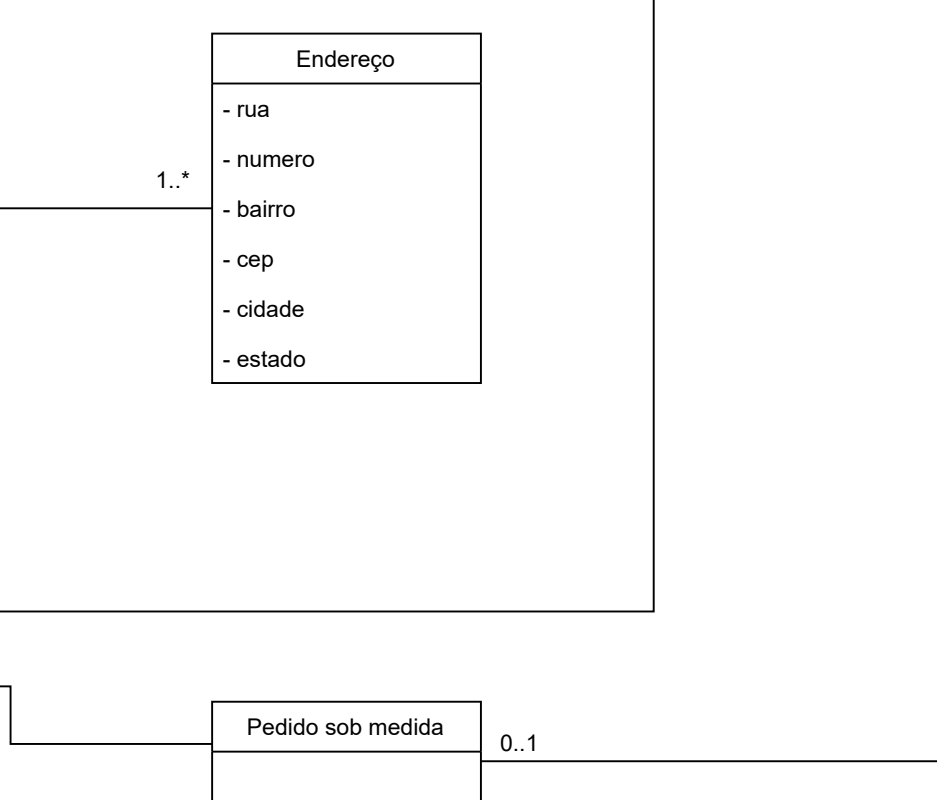 Endereço
- rua
- numero
1..*
- bairro
- cep
- cidade
- estado
Pedido sob medida
0..1